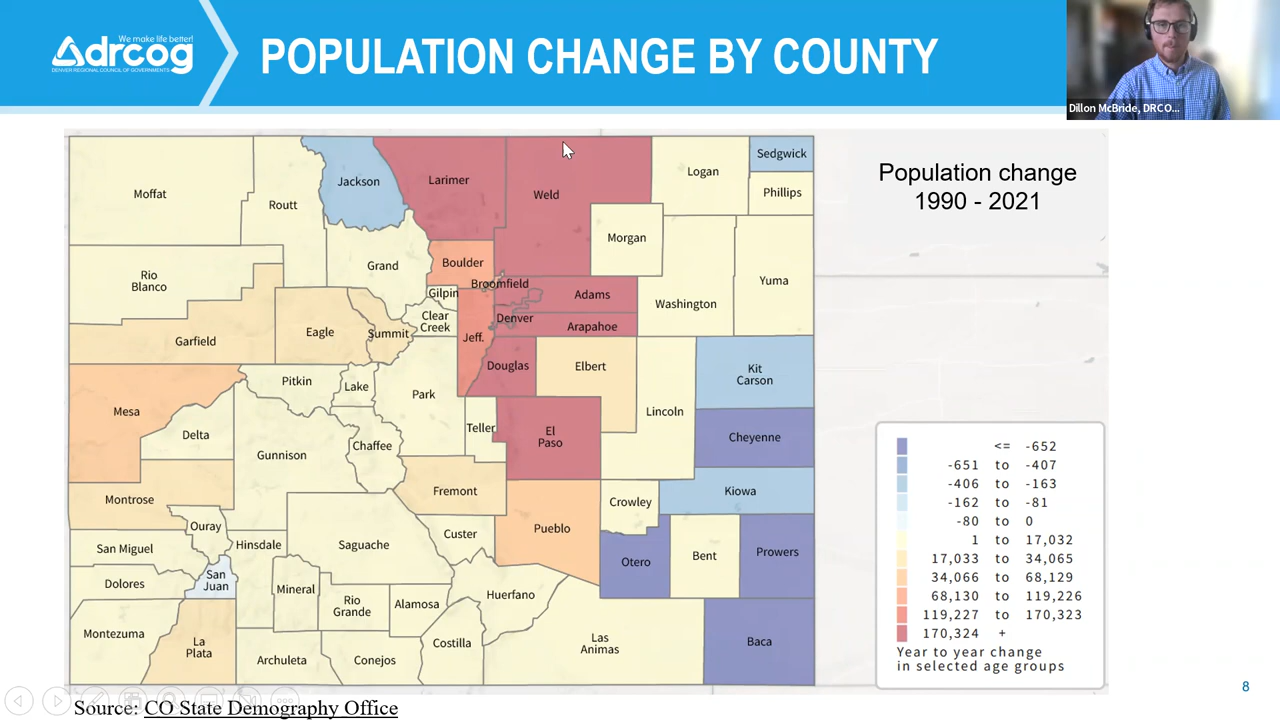 We make life better!
drcog
DENVER REGIONAL COUNCIL OF GOVERNMENTS
POPULATION CHANGE BY COUNTY
Dillon McBride, DRCO...
Population change
1990 - 2021
Moffat
Routt
Jackson
Larimer
Weld
Logan
Sedgwick
Phillips
Rio
Blanco
Grand
Boulder
Morgan
Yuma
Broomfield
Gilpin
Adams
Washington
Clear
Creek
Denver
Arapahoe
Garfield
Eagle
Summit
Jeff.
Douglas
Elbert
Kit
Carson
Mesa
Pitkin
Lake
Park
Lincoln
Delta
Gunnison
Chaffee
Teller
El
Paso
Cheyenne
Montrose
Fremont
Crowley
Kiowa
Ouray
Pueblo
San Miguel
Hinsdale
Saguache
Custer
Otero
Bent
Prowers
Dolores
San
Juan
Mineral
Rio
Grande
Alamosa
Huerfano
Montezuma
La
Plata
Archuleta
Conejos
Costilla
Las
Animas
Baca
<= -652
-651 to -407
-406 to -163
-162 to -81
-80 to 0
1 to 17,032
17,033 to 34,065
34,066 to 68,129
68,130 to 119,226
119,227 to 170,323
170,324 +
Year to year change
in selected age groups
8
Source: CO State Demography Office